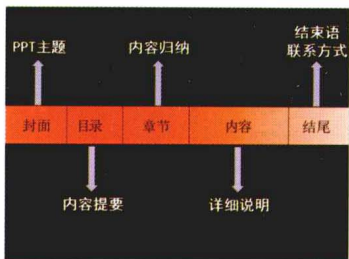 PPT主题
内容归纳
结束语
联系方式
封面
目录
章节
内容
结尾
内容提要
详细说明